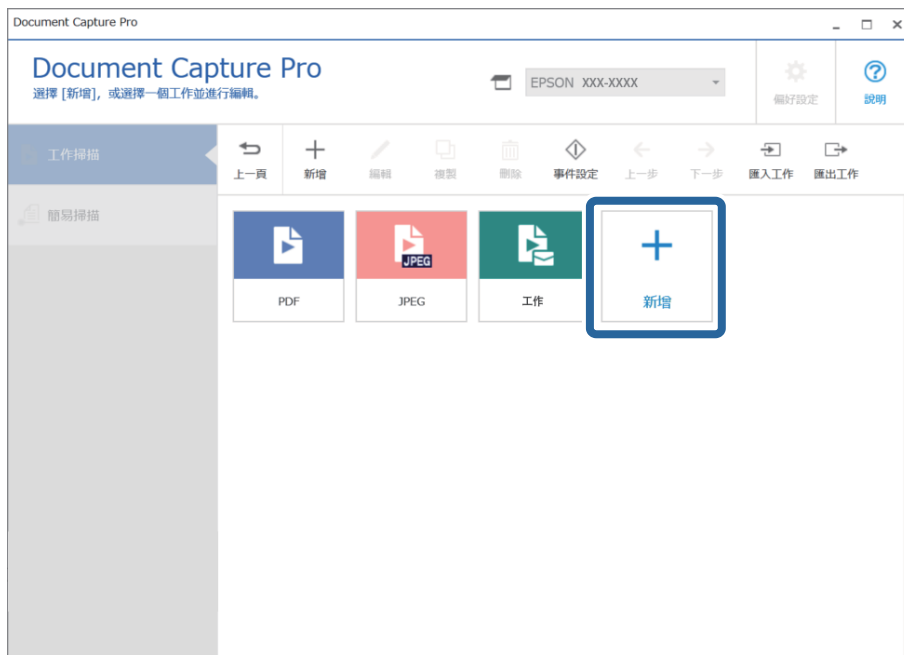 Document Capture Pro
Document Capture Pro
選擇 [新增]，或選擇一個工作並進行編輯。
EPSON XXX-XXXX
偏好設定
說明
工作掃描
簡易掃描
上一頁
新增
編輯
複製
刪除
事件設定
上一步
下一步
匯入工作
匯出工作
JPEG
PDF
JPEG
工作
新增